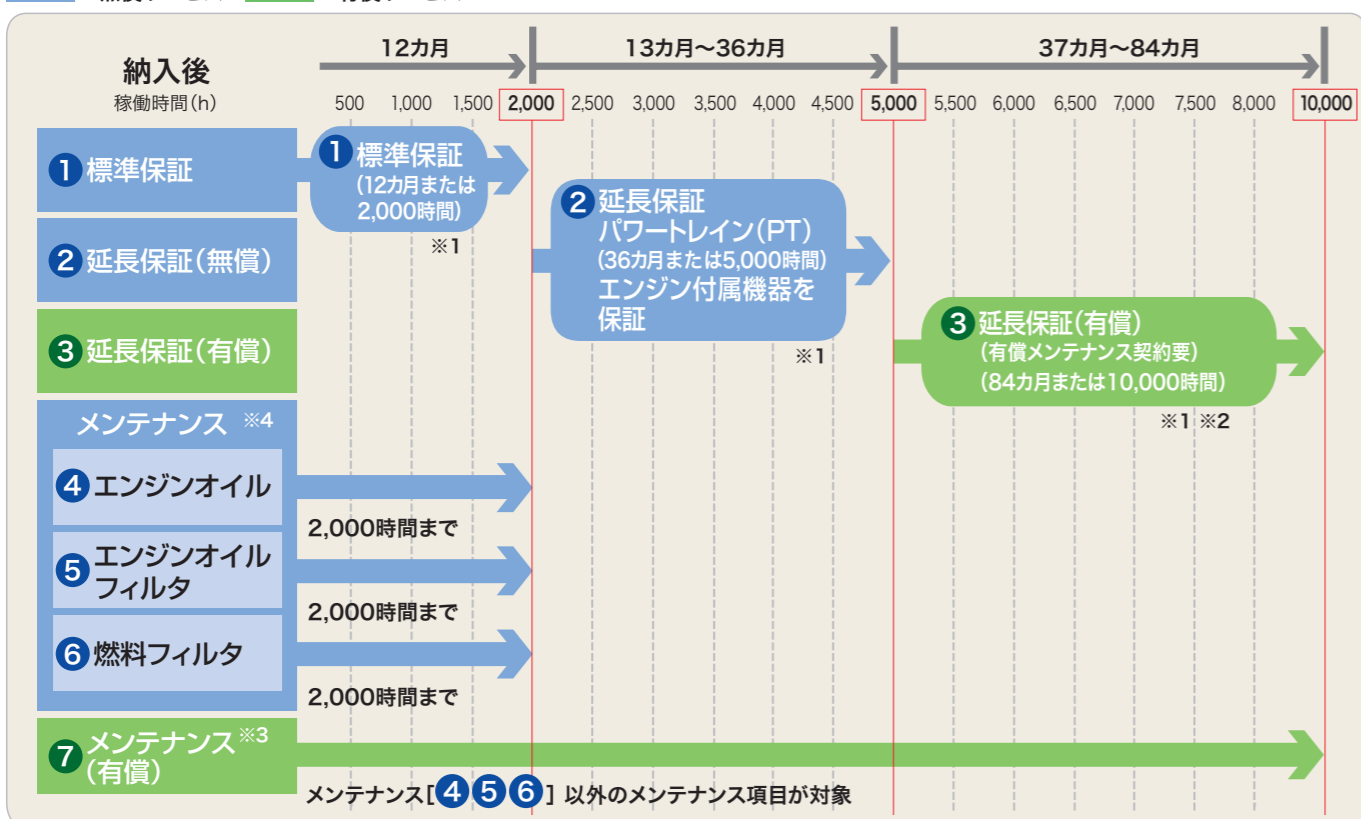 12カ月 13カ月～36カ月 37カ月～84カ月
納入後
稼働時間(h) 500 1,000 1,500 2,000 2,500 3,000 3,500 4,000 4,500 5,000 5,500 6,000 6,500 7,000 7,500 8,000 10,000
❶標準保証
❶標準保証
(12カ月または
2,000時間)
※1
❷延長保証(無償)
❷延長保証
パワートレイン(PT)
(36カ月または5,000時間)
エンジン付属機器を
保証
※1
❸延長保証(有償)
❸延長保証(有償)
(有償メンテナンス契約要)
(84カ月または10,000時間)
※1 ※2
メンテナンス ※4
❹エンジンオイル
2,000時間まで
❺エンジンオイル
フィルタ
2,000時間まで
❻燃料フィルタ
2,000時間まで
❼メンテナンス※3
(有償)
メンテナンス[❹❺❻] 以外のメンテナンス項目が対象